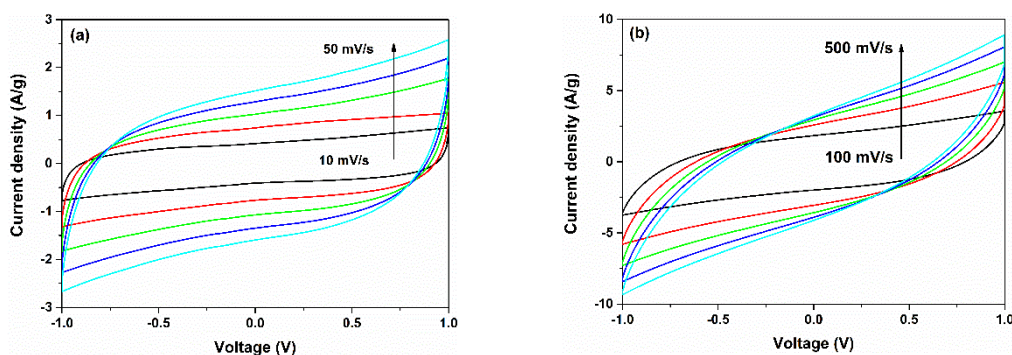 (a)
50 mV/s
10 mV/s
Current density (A/g)
3
2
1
0
-1
-2
-3
-1.0
-0.5
0.0
0.5
1.0
Voltage (V)
(b)
500 mV/s
100 mV/s
Current density (A/g)
10
5
0
-5
-10
-1.0
-0.5
0.0
0.5
1.0
Voltage (V)